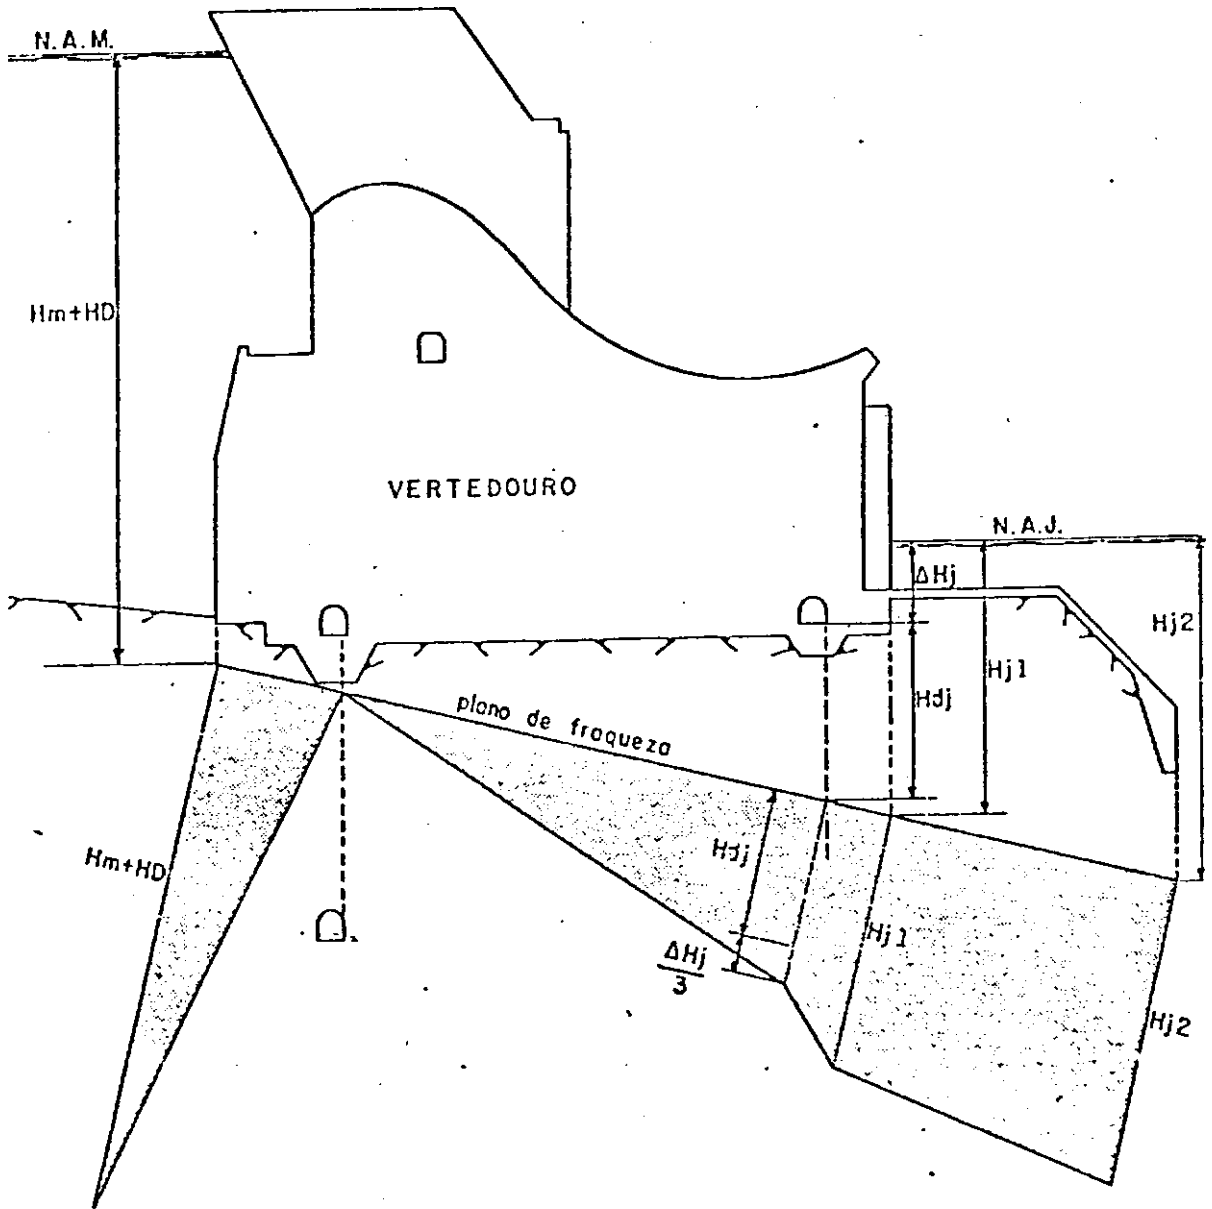 N.A.M.
Hm+HD
VERTEDOURO
N.A.J.
ΔHj
Hj2
Hj1
Hdj
plano de fraqueza
Hdj
Hm+HD
Hj1
ΔHj
3
Hj2